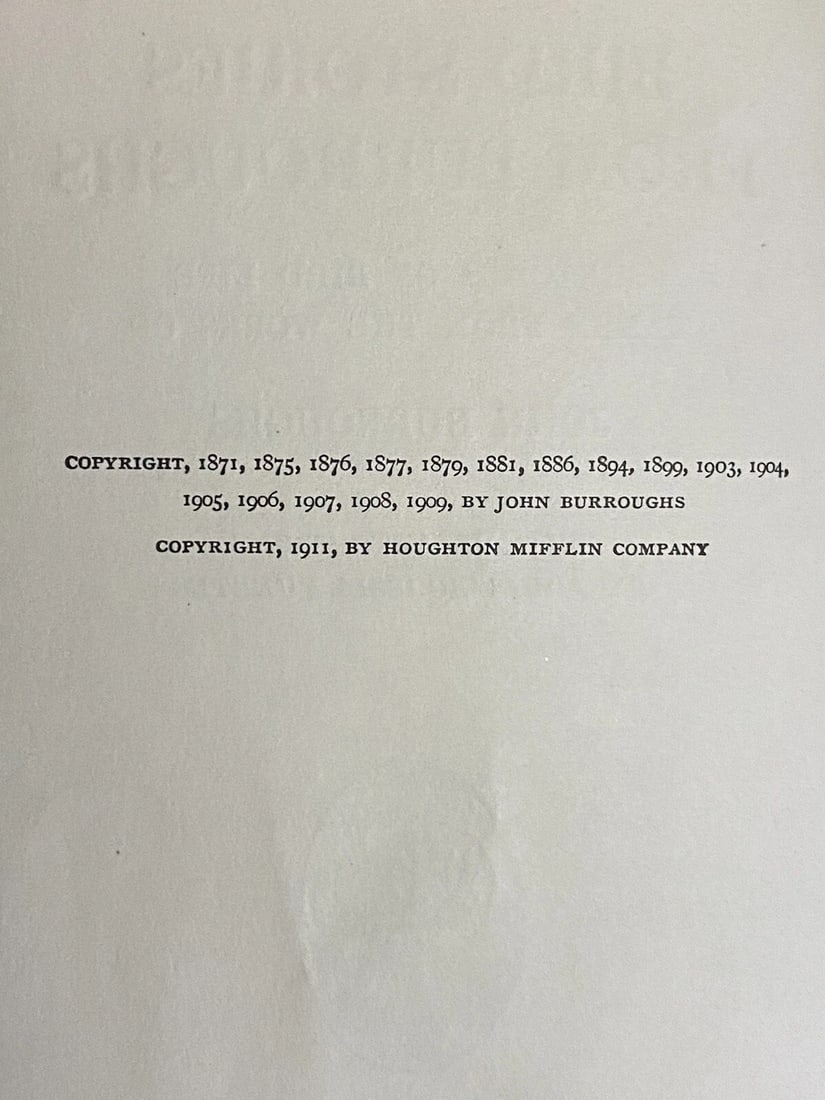 COPYRIGHT, 1871, 1875, 1876, 1877, 1879, 1881, 1886, 1894, 1899, 1903, 1904,
1905, 1906, 1907, 1908, 1909, BY JOHN BURROUGHS
COPYRIGHT, 1911, BY HOUGHTON MIFFLIN COMPANY